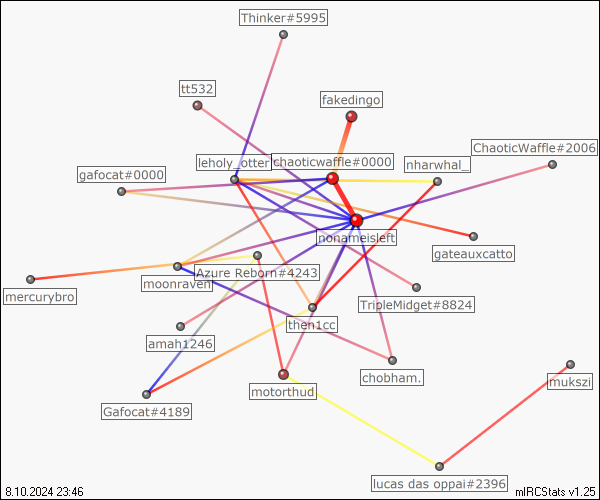 Thinker#5995
tt532
fakedingo
ChaoticWaffle#2006
leholy_otter
chaoticwaffle#0000
nharwhal_
gafocat#0000
nonameisleft
gateauxcatto
Azure Reborn#4243
moonraven
mercurybro
TripleMidget#8824
then1cc
amah1246
chobham.
mukszi
motorthud
Gafocat#4189
lucas das oppai#2396
8.10.2024 23:46
mIRCStats v1.25